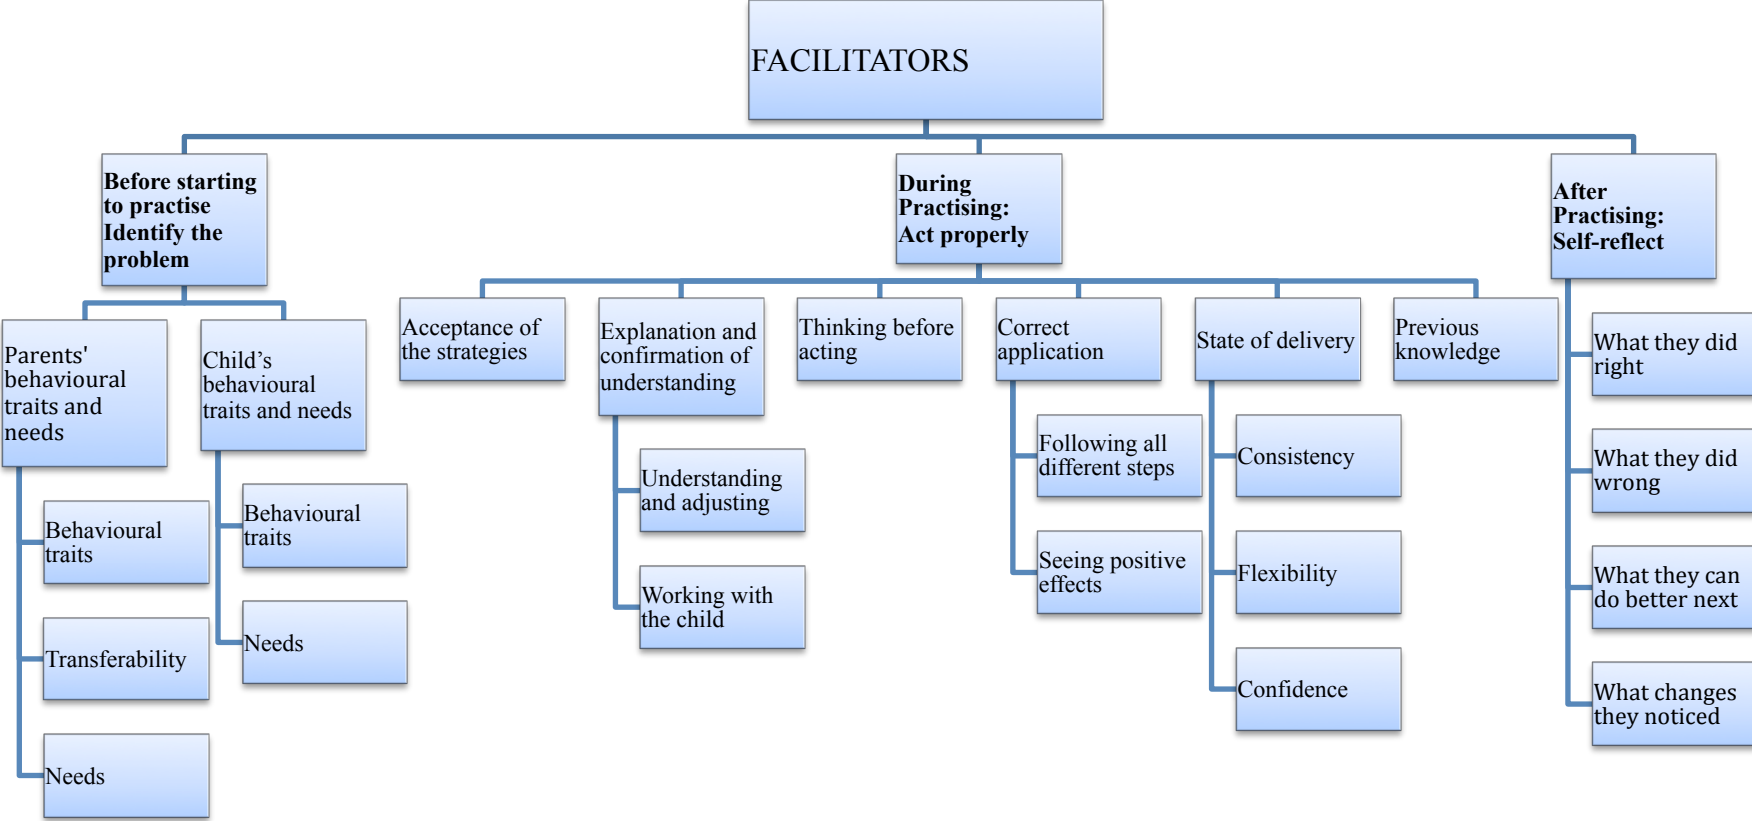 FACILITATORS
Before starting
to practise
Identify the
problem
During
Practising:
Act properly
After
Practising:
Self-reflect
Parents'
behavioural
traits and
needs
Child’s
behavioural
traits and needs
Acceptance of
the strategies
Explanation and
confirmation of
understanding
Thinking before
acting
Correct
application
State of delivery
Previous
knowledge
Behavioural
traits
Transferability
Needs
Behavioural
traits
Needs
Understanding
and adjusting
Working with
the child
Following all
different steps
Seeing positive
effects
Consistency
Flexibility
Confidence
What they did
right
What they did
wrong
What they can
do better next
What changes
they noticed